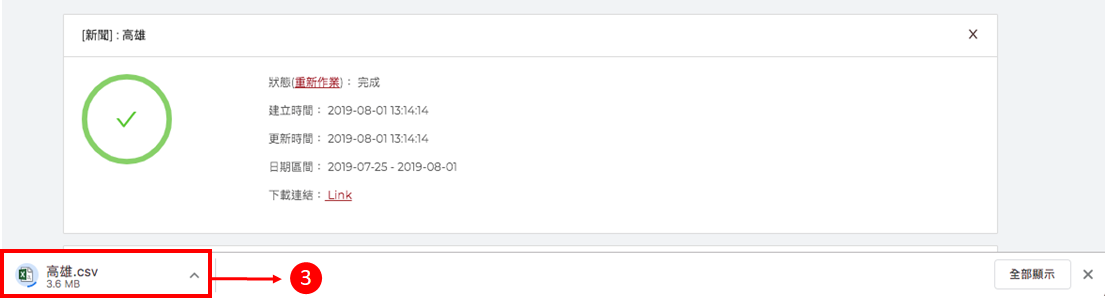 [新聞] : 高雄
X
狀態(重新作業)： 完成
建立時間： 2019-08-01 13:14:14
更新時間： 2019-08-01 13:14:14
日期區間： 2019-07-25 - 2019-08-01
下載連結： Link
高雄.csv
3.6 MB
3
全部顯示